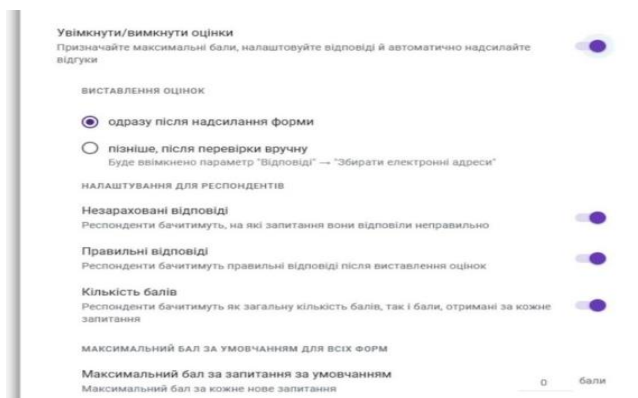 Увімкнути/вимкнути оцінки
Призначайте максимальні бали, налаштовуйте відповіді й автоматично надсилайте
відгуки
ВИСТАВЛЕННЯ ОЦІНОК
одразу після надсилання форми
пізніше, після перевірки вручну
Буде ввімкнено параметр "Відповіді" → "Збирати електронні адреси"
НАЛАШТУВАННЯ ДЛЯ РЕСПОНДЕНТІВ
Незараховані відповіді
Респонденти бачитимуть, на які запитання вони відповіли неправильно
Правильні відповіді
Респонденти бачитимуть правильні відповіді після виставлення оцінок
Кількість балів
Респонденти бачитимуть як загальну кількість балів, так і бали, отримані за кожне
запитання
МАКСИМАЛЬНИЙ БАЛ ЗА УМОВЧАННЯМ ДЛЯ ВСІХ ФОРМ
Максимальний бал за запитання за умовчанням
Максимальний бал за кожне нове запитання
0 бали